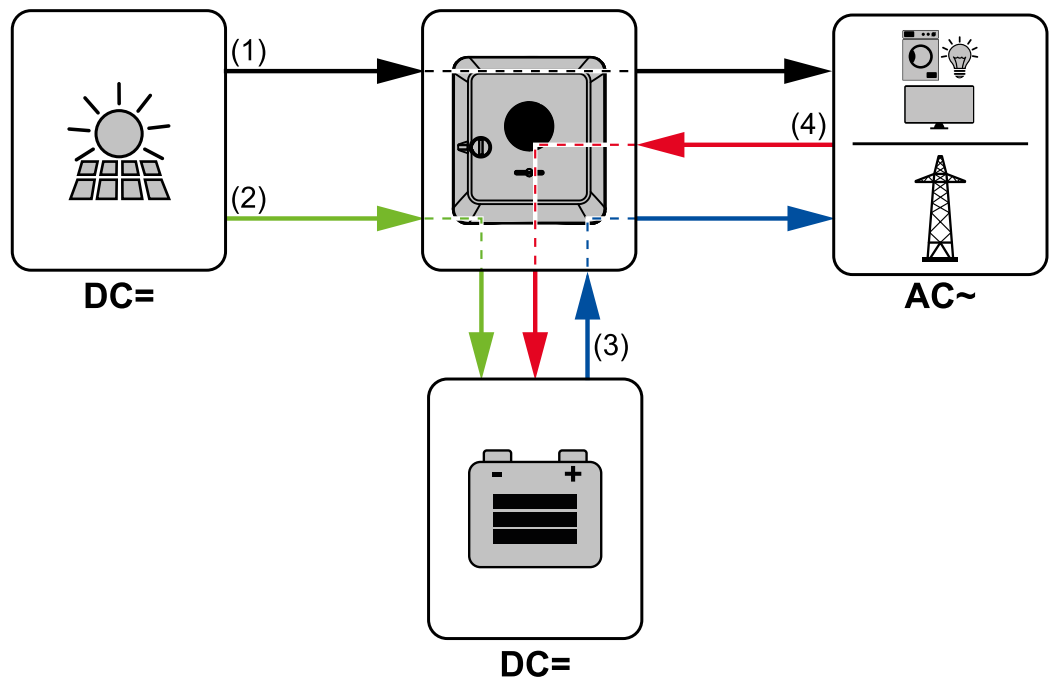 (1)
(4)
(2)
DC=
AC~
(3)
- +
DC=